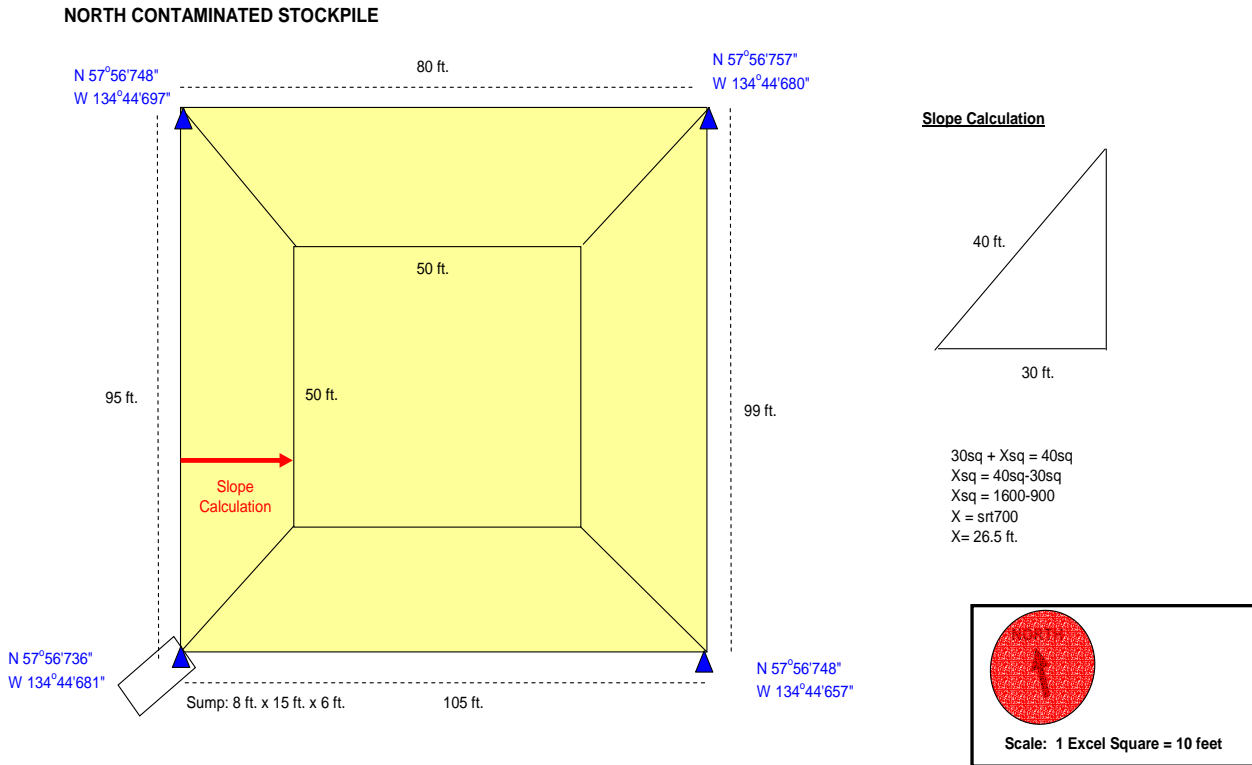 NORTH CONTAMINATED STOCKPILE
N 57°56'748"
W 134°44'697"
80 ft.
N 57°56'757"
W 134°44'680"
Slope Calculation
40 ft.
30 ft.
50 ft.
50 ft.
95 ft.
99 ft.
Slope
Calculation
30sq + Xsq = 40sq
Xsq = 40sq-30sq
Xsq = 1600-900
X = srt700
X= 26.5 ft.
N 57°56'736"
W 134°44'681"
Sump: 8 ft. x 15 ft. x 6 ft.
105 ft.
N 57°56'748"
W 134°44'657"
NORTH
Scale: 1 Excel Square = 10 feet